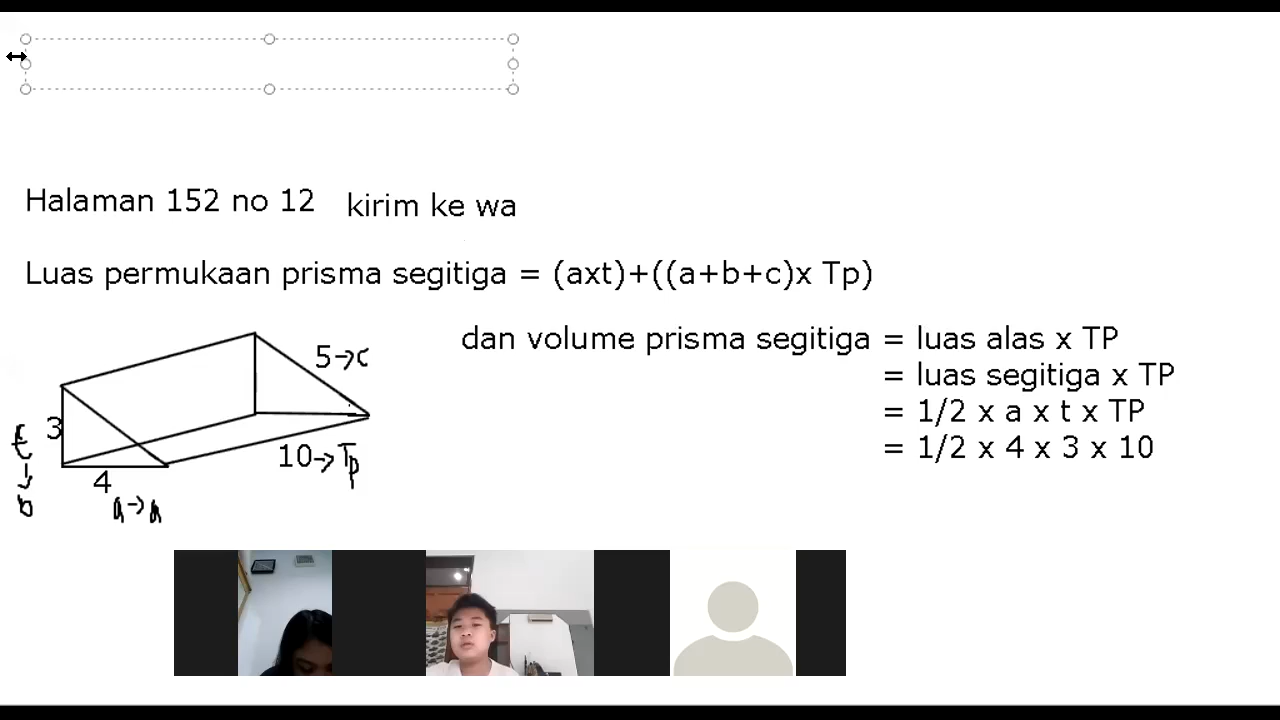 Halaman 152 no 12 kirim ke wa
Luas permukaan prisma segitiga = (axt)+((a+b+c)x Tp)
dan volume prisma segitiga = luas alas x TP
= luas segitiga x TP
= 1/2 x a x t x TP
= 1/2 x 4 x 3 x 10
5→c
3
t→b
10→Tp
4
a→a